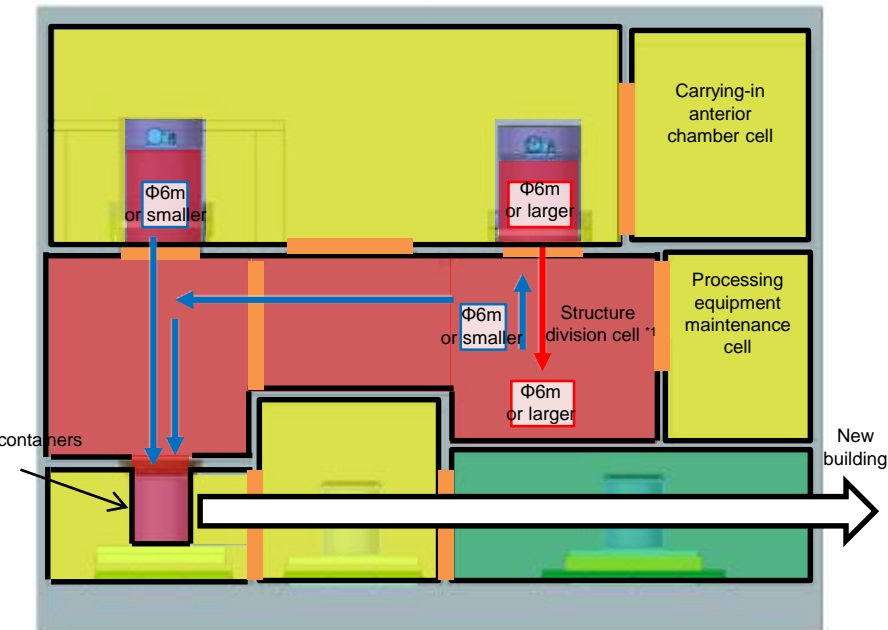 Carrying-in
anterior
chamber cell
Φ6m
or smaller
Φ6m
or larger
Processing
equipment
maintenance
cell
Φ6m
or smaller
Structure
division cell *1
Φ6m
or larger
containers
New
building